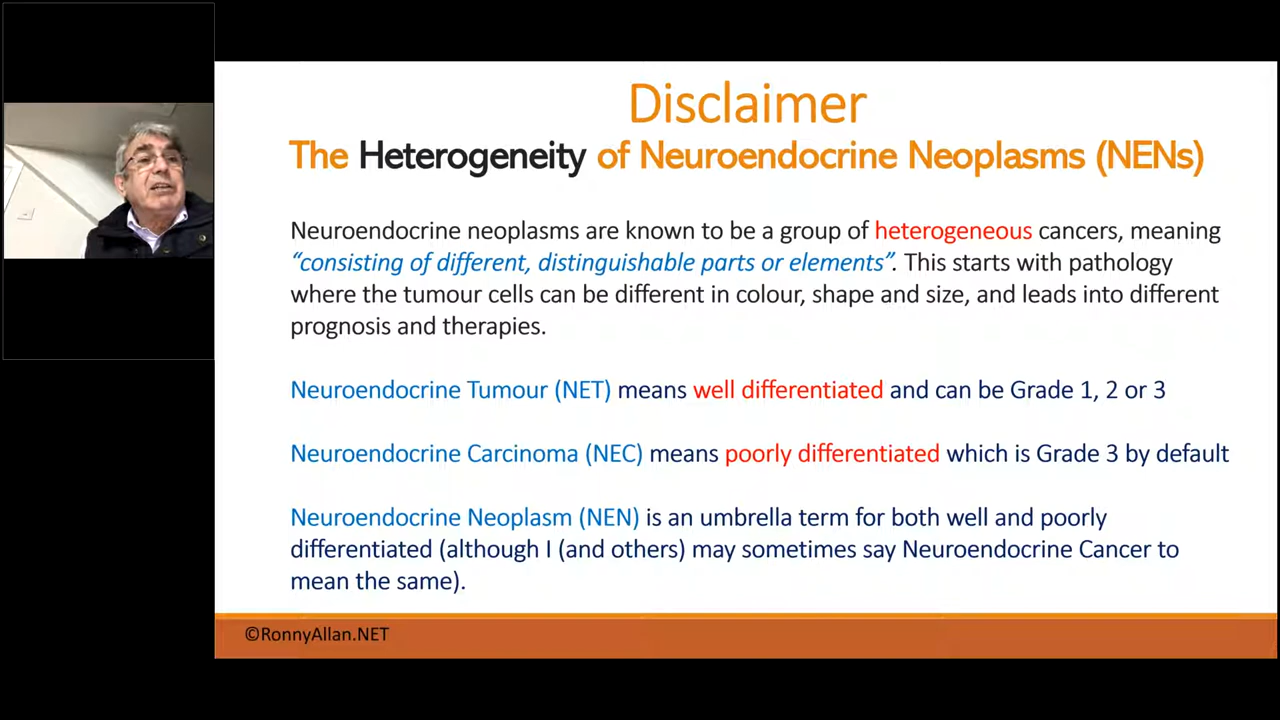 Disclaimer
The Heterogeneity of Neuroendocrine Neoplasms (NENs)
Neuroendocrine neoplasms are known to be a group of heterogeneous cancers, meaning
“consisting of different, distinguishable parts or elements”. This starts with pathology
where the tumour cells can be different in colour, shape and size, and leads into different
prognosis and therapies.
Neuroendocrine Tumour (NET) means well differentiated and can be Grade 1, 2 or 3
Neuroendocrine Carcinoma (NEC) means poorly differentiated which is Grade 3 by default
Neuroendocrine Neoplasm (NEN) is an umbrella term for both well and poorly
differentiated (although I (and others) may sometimes say Neuroendocrine Cancer to
mean the same).
©RonnyAllan.NET